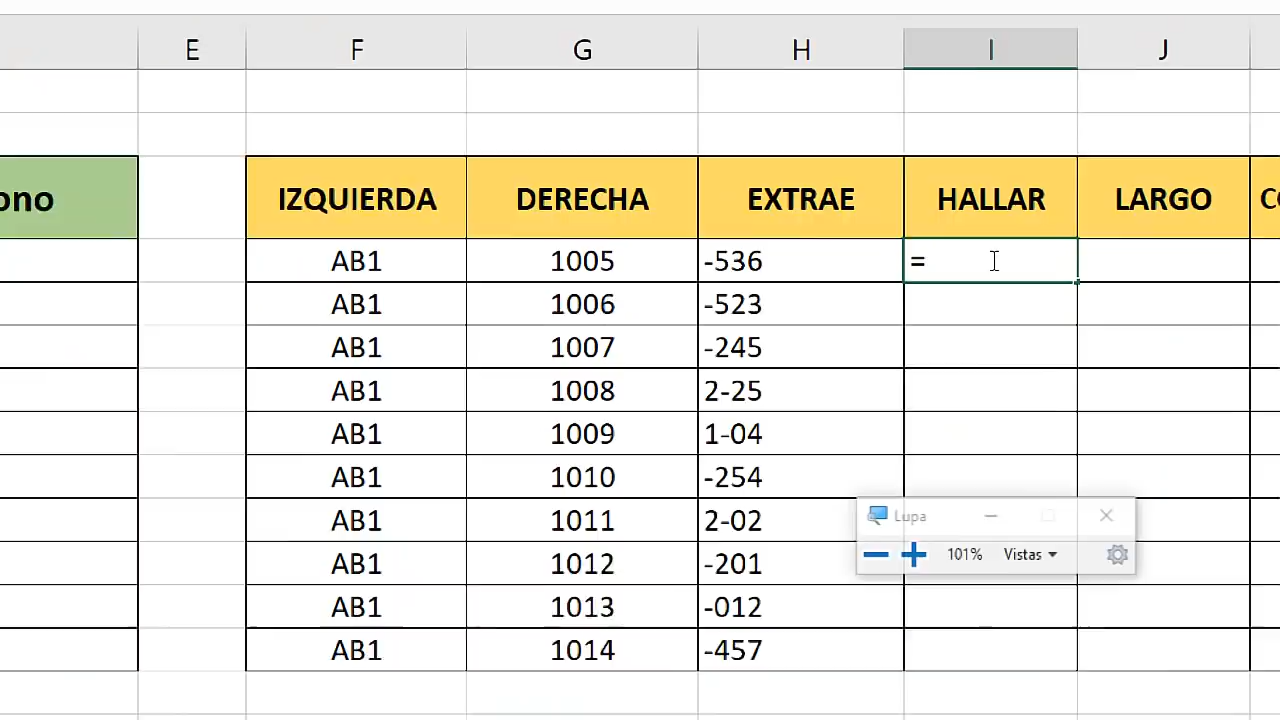 E F G H I J
ono IZQUIERDA DERECHA EXTRAE HALLAR LARGO CO
AB1 1005 -536 =
AB1 1006 -523
AB1 1007 -245
AB1 1008 2-25
AB1 1009 1-04
AB1 1010 -254
Lupa
AB1 1011 2-02
101% Vistas
AB1 1012 -201
AB1 1013 -012
AB1 1014 -457